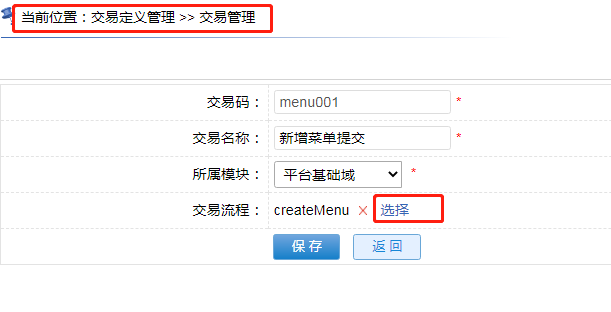 当前位置：交易定义管理 >> 交易管理
交易码： menu001 *
交易名称： 新增菜单提交 *
所属模块： 平台基础域 *
交易流程： createMenu × 选择
保 存 返 回